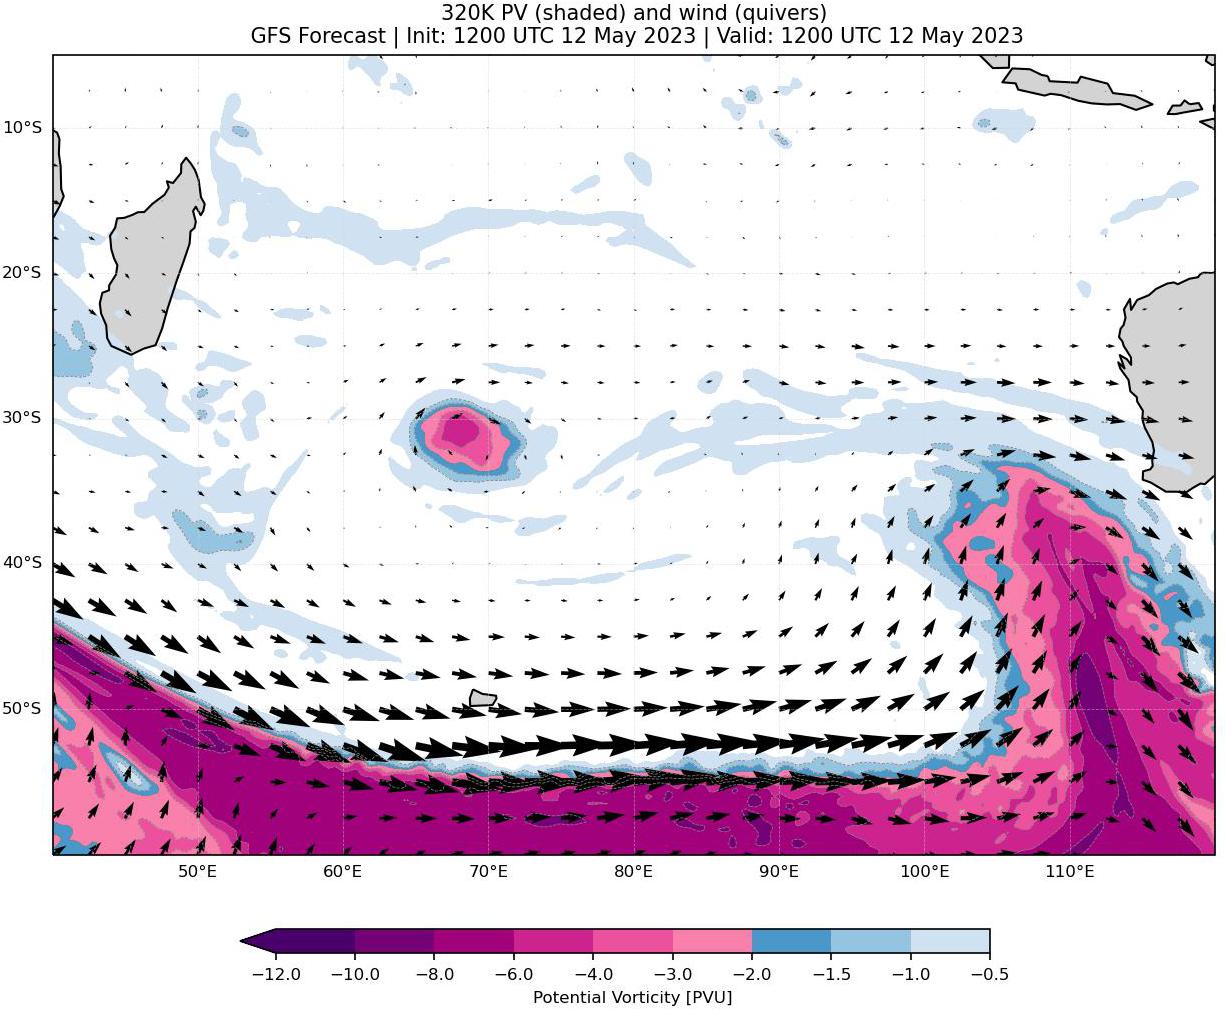 320K PV (shaded) and wind (quivers)
GFS Forecast | Init: 1200 UTC 12 May 2023 | Valid: 1200 UTC 12 May 2023
10°S
20°S
30°S
40°S
50°S
50°E 60°E 70°E 80°E 90°E 100°E 110°E
−12.0 −10.0 −8.0 −6.0 −4.0 −3.0 −2.0 −1.5 −1.0 −0.5
Potential Vorticity [PVU]